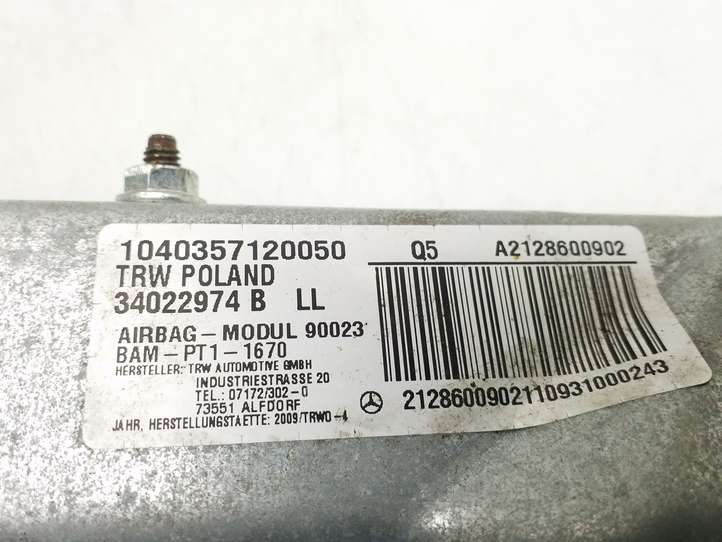 1040357120050 Q5 A2128600902
TRW POLAND
34022974 B LL
AIRBAG-MODUL 90023
BAM-PT1-1670
HERSTELLER: TRW AUTOMOTIVE GMBH
INDUSTRIESTRASSE 20
TEL.: 07172/302-0
73551 ALFDORF
JAHR, HERSTELLUNGSTAETTE: 2009/TRWO-4
2128600902110931000243